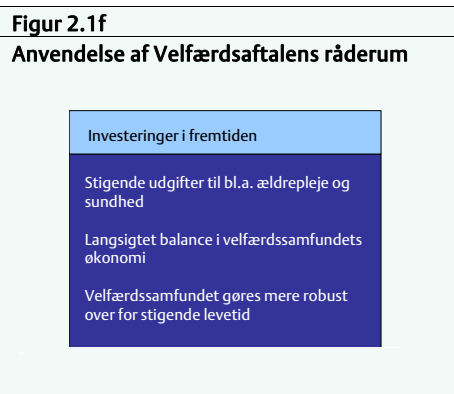 Figur 2.1f
Anvendelse af Velfærdsaftalens råderum
Investeringer i fremtiden
Stigende udgifter til bl.a. ældrepleje og
sundhed
Langsigtet balance i velfærdssamfundets
økonomi
Velfærdssamfundet gøres mere robust
over for stigende levetid